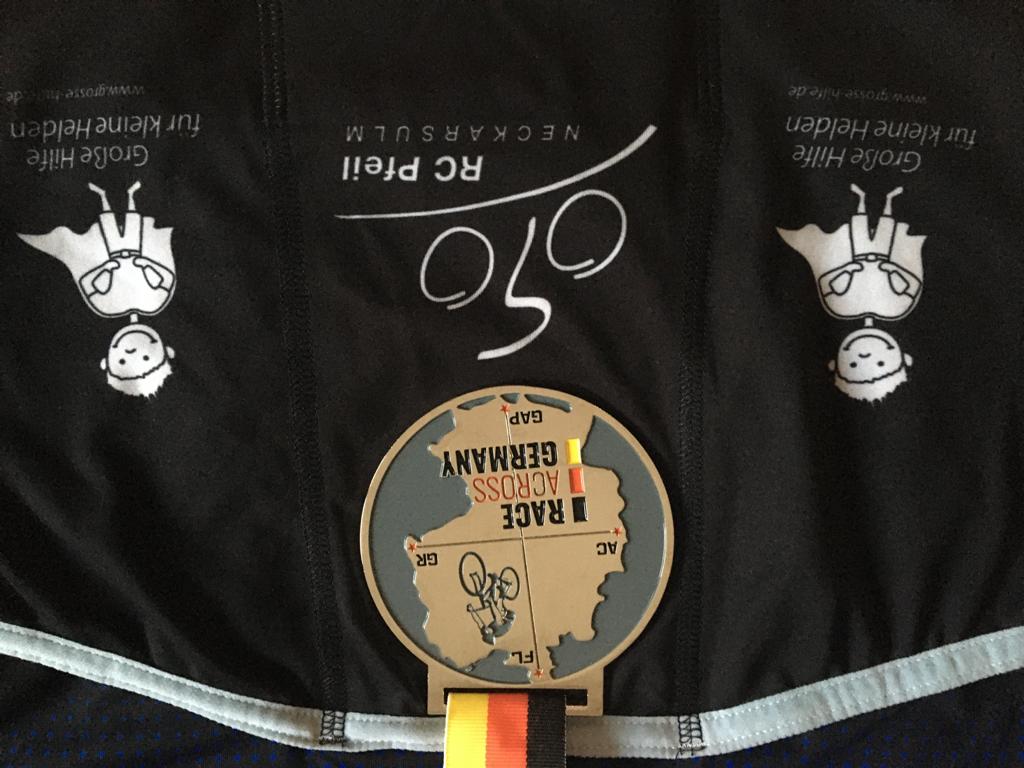 Große Hilfe
für kleine Helden
www.grosse-hilfe.de
RC Pfeil
NECKARSULM
Große Hilfe
für kleine Helden
www.grosse-hilfe.de
FL
AC
GR
RACE
ACROSS
GERMANY
GAP